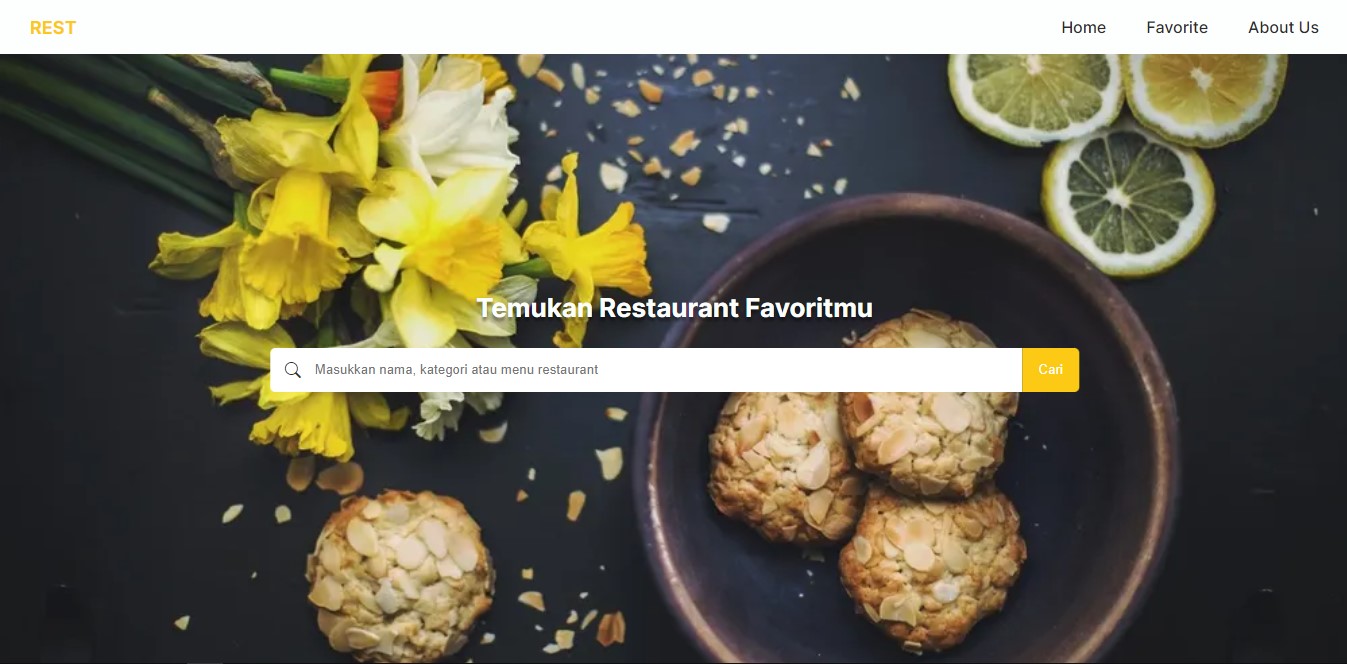 REST
Home
Favorite
About Us
Temukan Restaurant Favoritmu
Masukkan nama, kategori atau menu restaurant
Cari